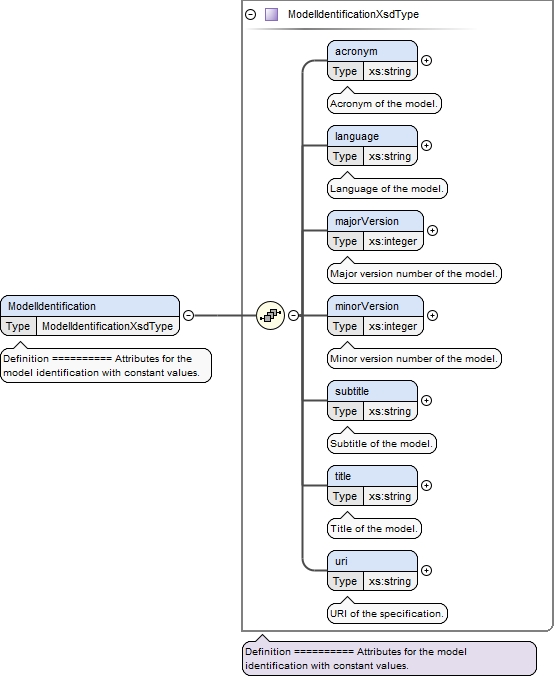 ModelIdentificationXsdType
acronym
Type xs:string
Acronym of the model.
language
Type xs:string
Language of the model.
majorVersion
Type xs:integer
Major version number of the model.
ModelIdentification
Type ModelIdentificationXsdType
Definition ========== Attributes for the
model identification with constant values.
minorVersion
Type xs:integer
Minor version number of the model.
subtitle
Type xs:string
Subtitle of the model.
title
Type xs:string
Title of the model.
uri
Type xs:string
URI of the specification.
Definition ========== Attributes for the model
identification with constant values.